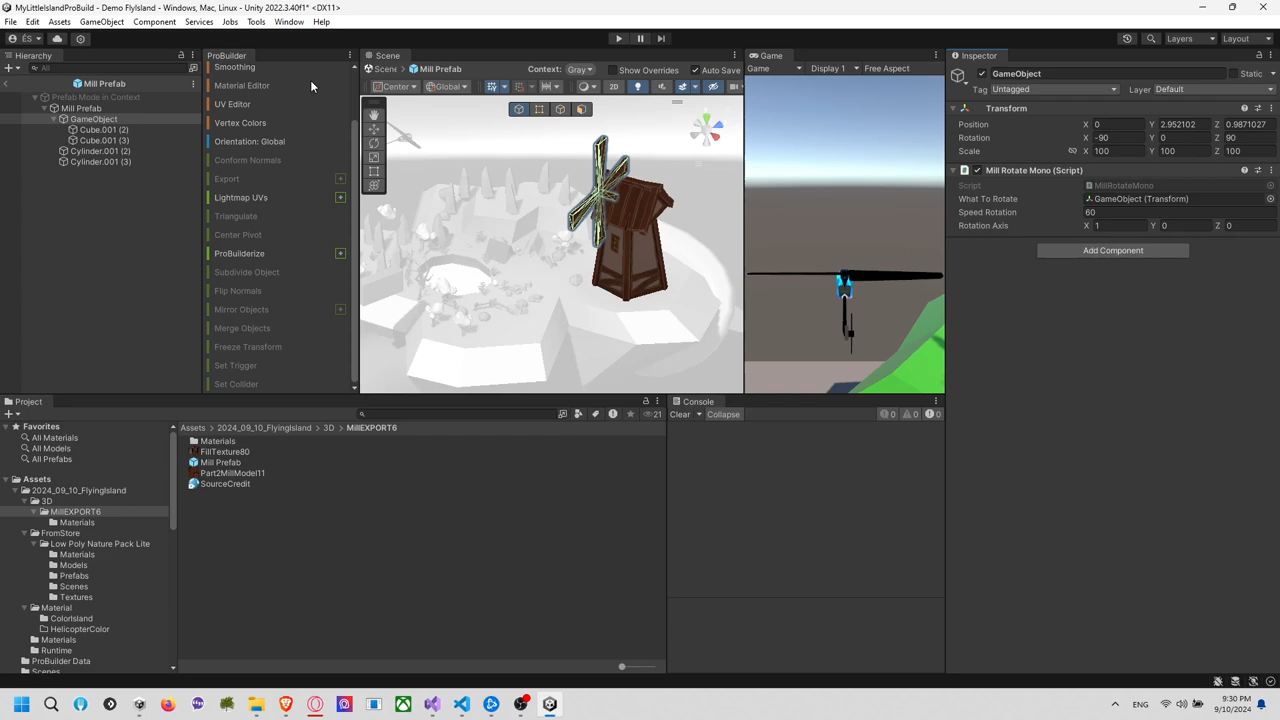 MyLittleIslandProBuild - Demo FlyIsland - Windows, Mac, Linux - Unity 2022.3.40f1* <DX11>
File Edit Assets GameObject Component Services Jobs Tools Window Help
ÉS Layers Layout
Hierarchy
All
Mill Prefab
Prefab Mode in Context
Mill Prefab
GameObject
Cube.001 (2)
Cube.001 (3)
Cylinder.001 (2)
Cylinder.001 (3)
ProBuilder
Smoothing
Material Editor
UV Editor
Vertex Colors
Orientation: Global
Conform Normals
Export
Lightmap UVs
Triangulate
Center Pivot
ProBuilderize
Subdivide Object
Flip Normals
Mirror Objects
Merge Objects
Freeze Transform
Set Trigger
Set Collider
Scene
Scene Mill Prefab Context: Gray Show Overrides Auto Save
Center Global 2D
Game
Game Display 1 Free Aspect
Inspector
GameObject Static
Tag Untagged Layer Default
Transform
Position X 0 Y 2.952102 Z 0.9871027
Rotation X -90 Y 0 Z 90
Scale X 100 Y 100 Z 100
Mill Rotate Mono (Script)
Script MillRotateMono
What To Rotate GameObject (Transform)
Speed Rotation 60
Rotation Axis X 1 Y 0 Z 0
Add Component
Project
21
Favorites
All Materials
All Models
All Prefabs
Assets
2024_09_10_FlyingIsland
3D
MillEXPORT6
Materials
FromStore
Low Poly Nature Pack Lite
Materials
Models
Prefabs
Scenes
Textures
Material
ColorIsland
HelicopterColor
Materials
Runtime
ProBuilder Data
Scenes
Assets 2024_09_10_FlyingIsland 3D MillEXPORT6
Materials
FillTexture80
Mill Prefab
Part2MillModel11
SourceCredit
Console
Clear Collapse 0 0 0
ENG 9:30 PM
9/10/2024